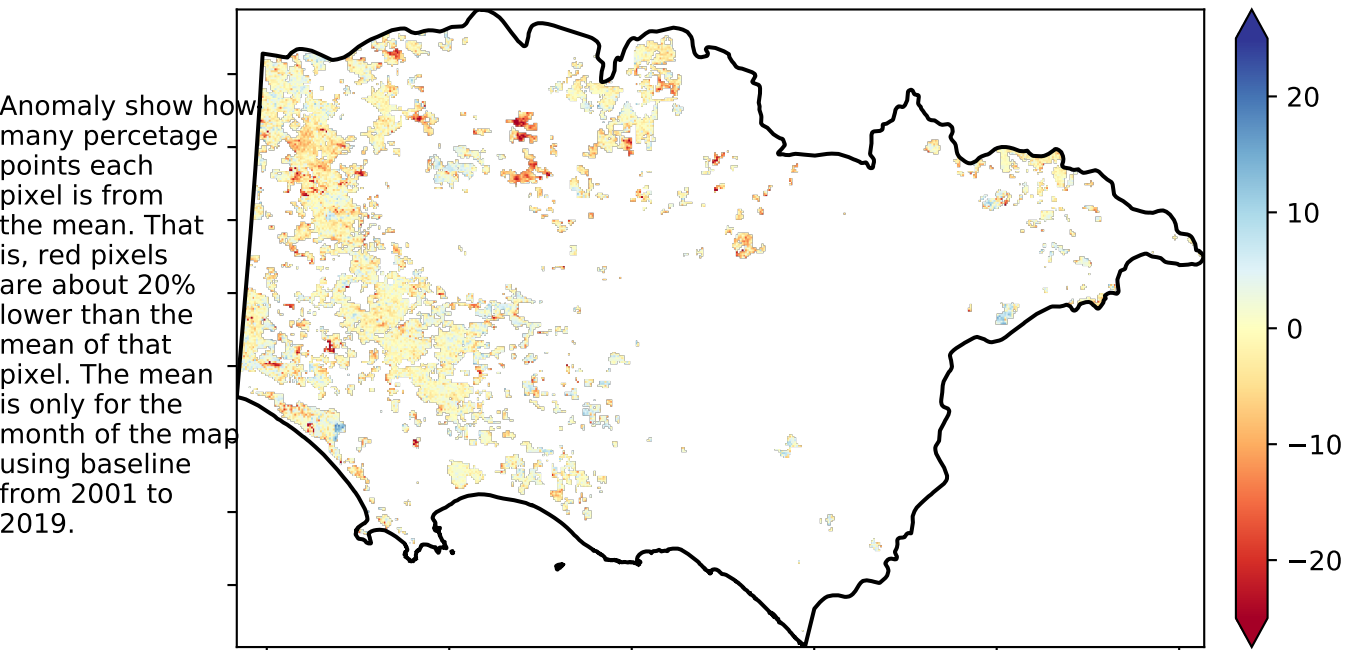 Anomaly show how
many percetage
points each
pixel is from
the mean. That
is, red pixels
are about 20%
lower than the
mean of that
pixel. The mean
is only for the
month of the map
using baseline
from 2001 to
2019.
20
10
0
−10
−20